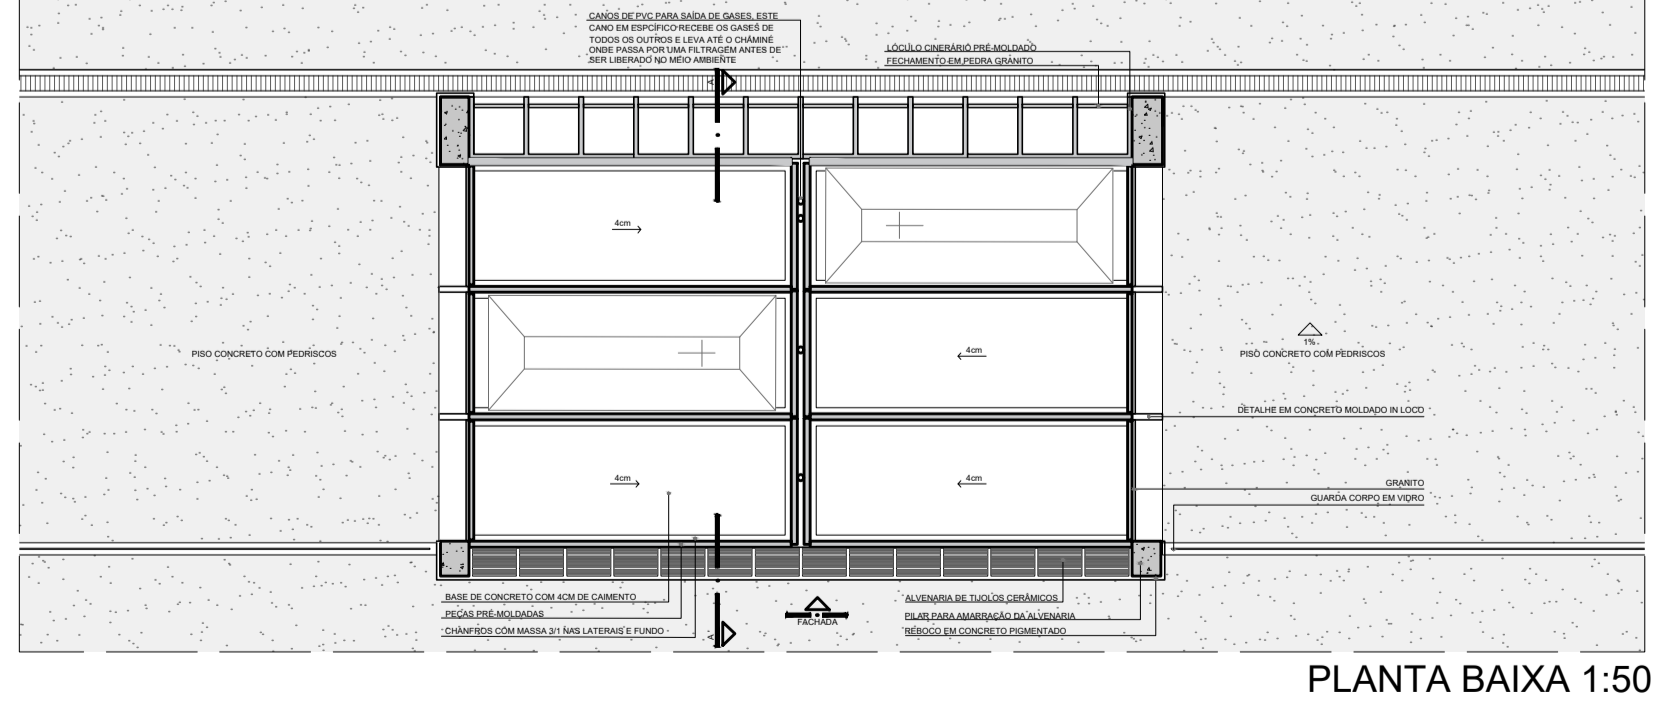 CANOS DE PVC PARA SAÍDA DE GASES, ESTE
CANO EM ESPCÍFICO RECEBE OS GASES DE
TODOS OS OUTROS E LEVA ATÉ O CHÁMINÉ
ONDE PASSA POR UMA FILTRAGEM ANTES DE
SER LIBERADO NO MEIO AMBIENTE
LÓCULO CINERÁRIO PRÉ-MOLDADO
FECHAMENTO EM PEDRA GRANITO
A
4cm
PISO CONCRETO COM PEDRISCOS
4cm
1%
PISO CONCRETO COM PEDRISCOS
DETALHE EM CONCRETO MOLDADO IN LOCO
4cm
4cm
GRANITO
GUARDA CORPO EM VIDRO
BASE DE CONCRETO COM 4CM DE CAIMENTO
PEÇAS PRÉ-MOLDADAS
CHANFROS COM MASSA 3/1 NAS LATERAIS E FUNDO
A
FACHADA
ALVENARIA DE TIJOLOS CERÂMICOS
PILAR PARA AMARRAÇÃO DA ALVENARIA
REBOCO EM CONCRETO PIGMENTADO
PLANTA BAIXA 1:50